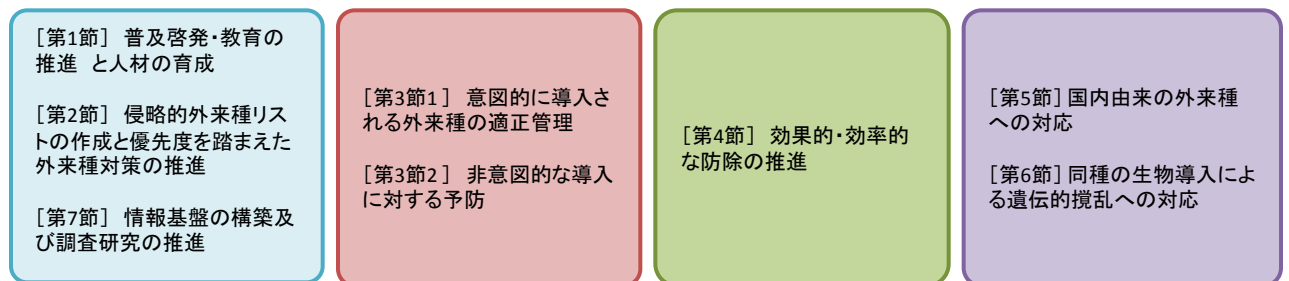 [第1節] 普及啓発・教育の
推進 と人材の育成
[第2節] 侵略的外来種リス
トの作成と優先度を踏まえた
外来種対策の推進
[第7節] 情報基盤の構築及
び調査研究の推進
[第3節1] 意図的に導入さ
れる外来種の適正管理
[第3節2] 非意図的な導入
に対する予防
[第4節] 効果的・効率的
な防除の推進
[第5節] 国内由来の外来種
への対応
[第6節] 同種の生物導入によ
る遺伝的撹乱への対応